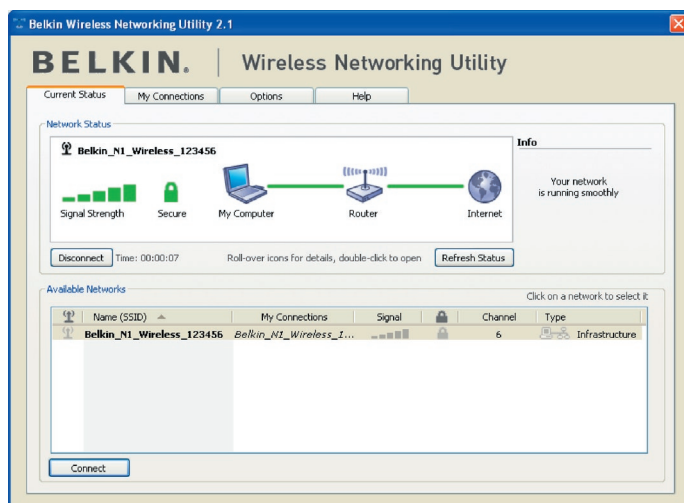 Belkin Wireless Networking Utility 2.1
BELKIN. | Wireless Networking Utility
Current Status My Connections Options Help
Network Status
Belkin_N1_Wireless_123456
Info
Your network
is running smoothly
Signal Strength Secure My Computer Router Internet
Disconnect Time: 00:00:07 Roll-over icons for details, double-click to open Refresh Status
Available Networks
Click on a network to select it
Name (SSID) My Connections Signal Channel Type
Belkin_N1_Wireless_123456 Belkin_N1_Wireless_1... 6 Infrastructure
Connect